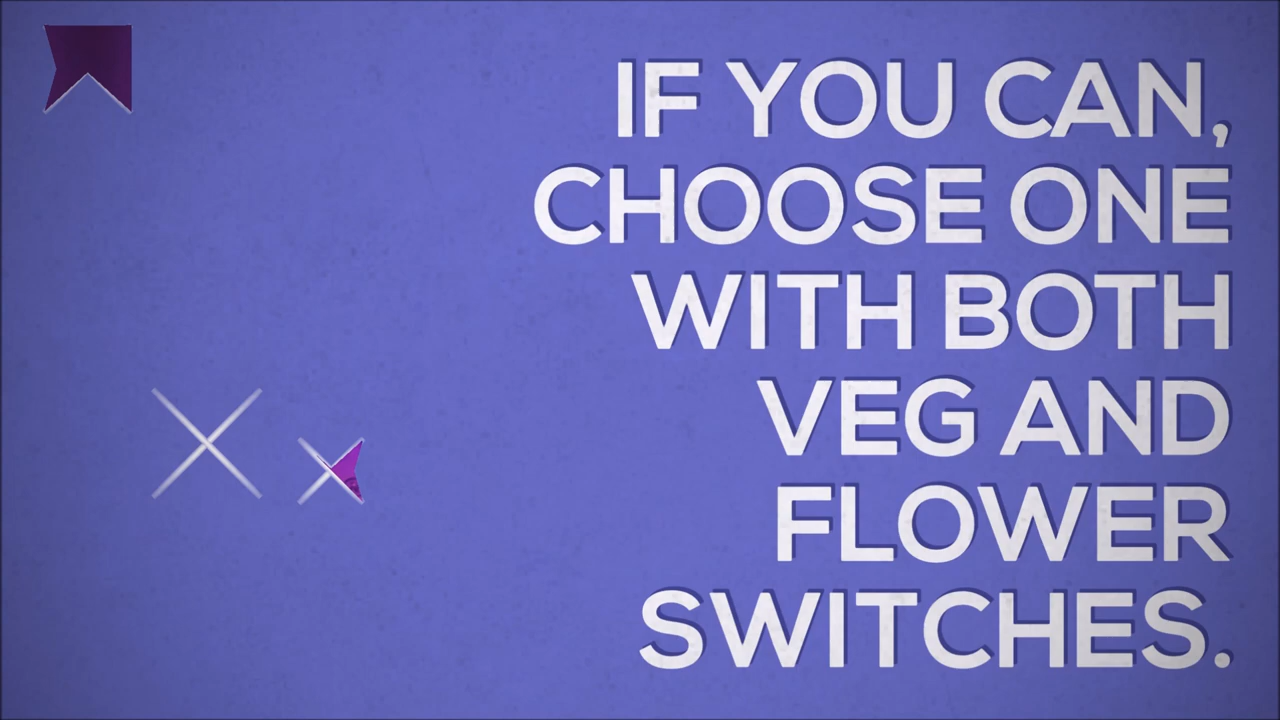 IF YOU CAN,
CHOOSE ONE
WITH BOTH
VEG AND
FLOWER
SWITCHES.